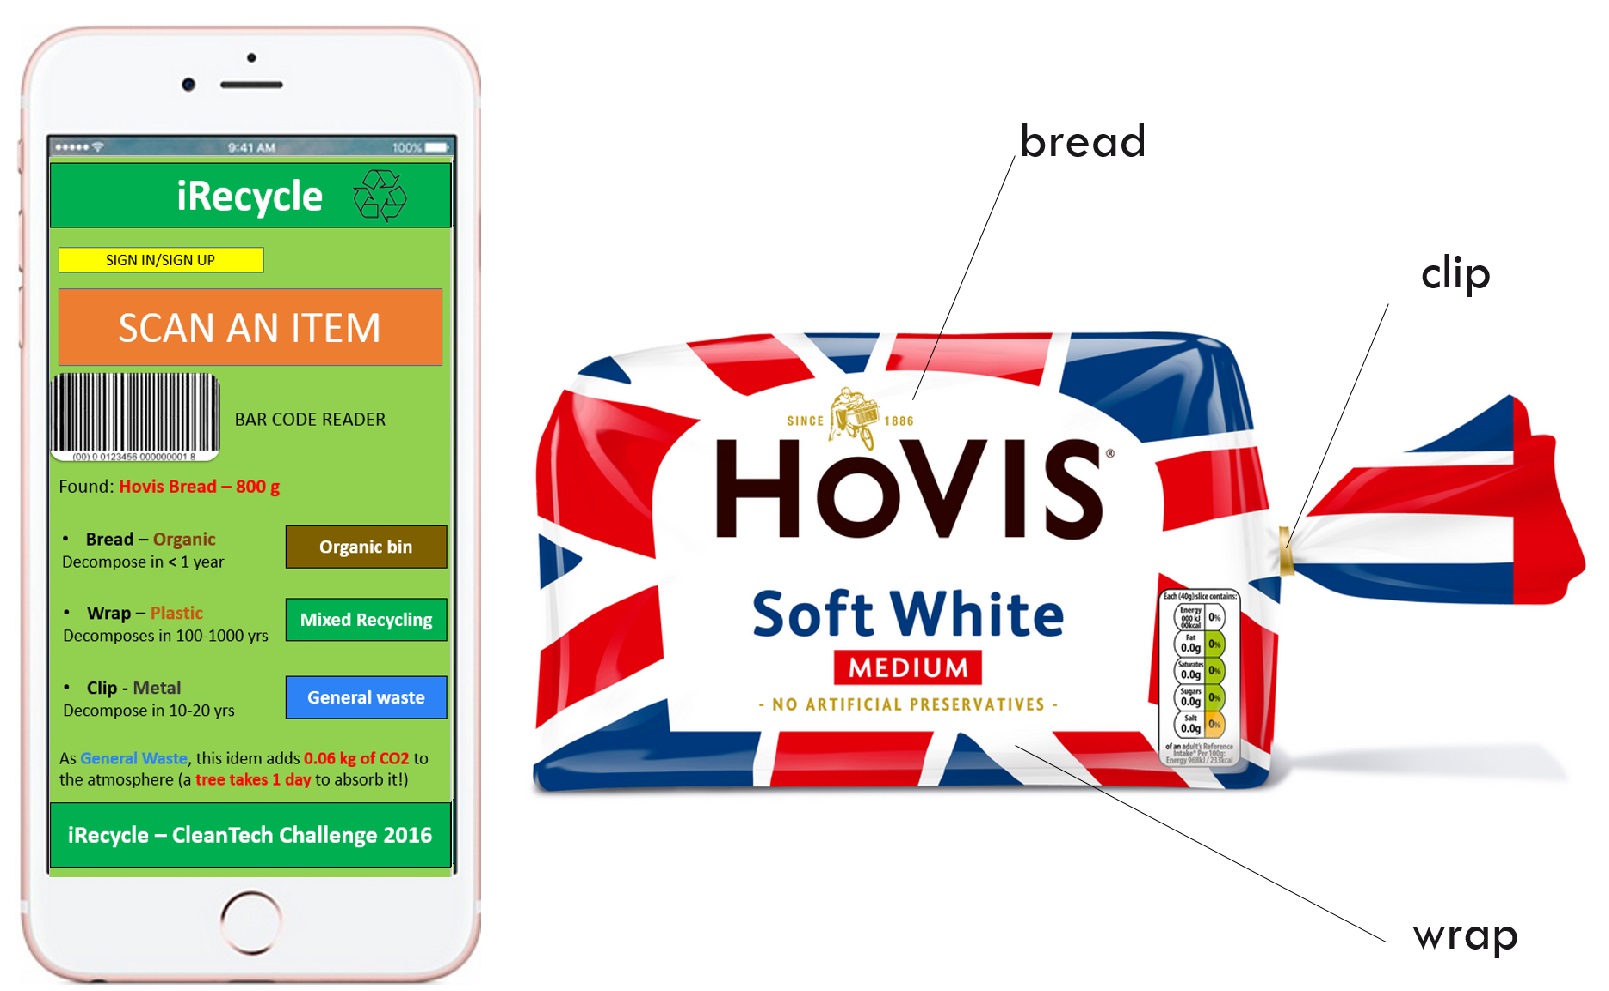 9:41 AM 100%
iRecycle
SIGN IN/SIGN UP
SCAN AN ITEM
BAR CODE READER
(00) 0 0123456 000000001 8
Found: Hovis Bread – 800 g
• Bread – Organic
Decompose in < 1 year
Organic bin
• Wrap – Plastic
Decomposes in 100-1000 yrs
Mixed Recycling
• Clip - Metal
Decompose in 10-20 yrs
General waste
As General Waste, this idem adds 0.06 kg of CO2 to
the atmosphere (a tree takes 1 day to absorb it!)
iRecycle – CleanTech Challenge 2016
bread
clip
SINCE 1886
HOVIS®
Soft White
MEDIUM
- NO ARTIFICIAL PRESERVATIVES -
Each (40g) slice contains:
Energy
000 kJ
00kcal
0%
Fat
0.0g
0%
Saturates
0.0g
0%
Sugars
0.0g
0%
Salt
0.0g
0%
of an adult's Reference
Intake* Per 100g:
wrap